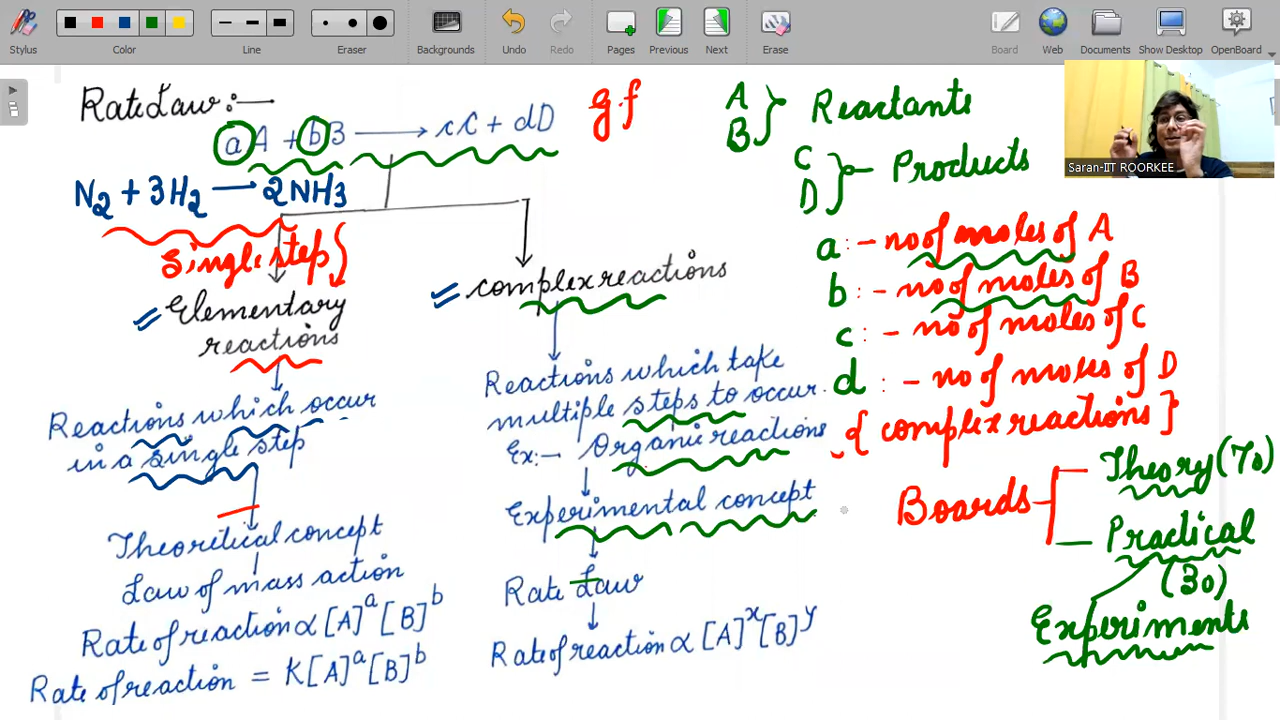 Stylus
Color
Line
Eraser
Backgrounds
Undo
Redo
Pages
Previous
Next
Erase
Board
Web
Documents
Show Desktop
OpenBoard
Rate Law :-
aA + bB → cC + dD
g.f
N2 + 3H2 → 2NH3
Single step
Elementary
reactions
Reactions which occur
in a single step
Theoritical concept
Law of mass action
Rate of reaction ∝ [A]^a [B]^b
Rate of reaction = K[A]^a [B]^b
complex reactions
Reactions which take
multiple steps to occur.
Ex:- Organic reactions
Experimental concept
Rate Law
Rate of reaction ∝ [A]^x [B]^y
A
B
} Reactants
C
D
} Products
a :- no of moles of A
b :- no of moles of B
c :- no of moles of C
d :- no of moles of D
{complex reactions}
Boards
Theory (70)
Practical
(30)
Experiments
Saran-IIT ROORKEE